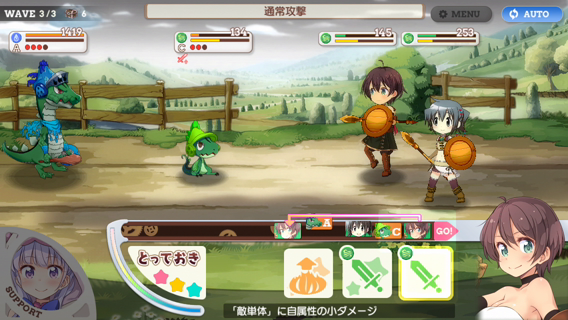 WAVE 3/3 6
通常攻撃
MENU
AUTO
1419
A
134
C
145
253
A
C
GO!
とっておき
SUPPORT
「敵単体」に自属性の小ダメージ